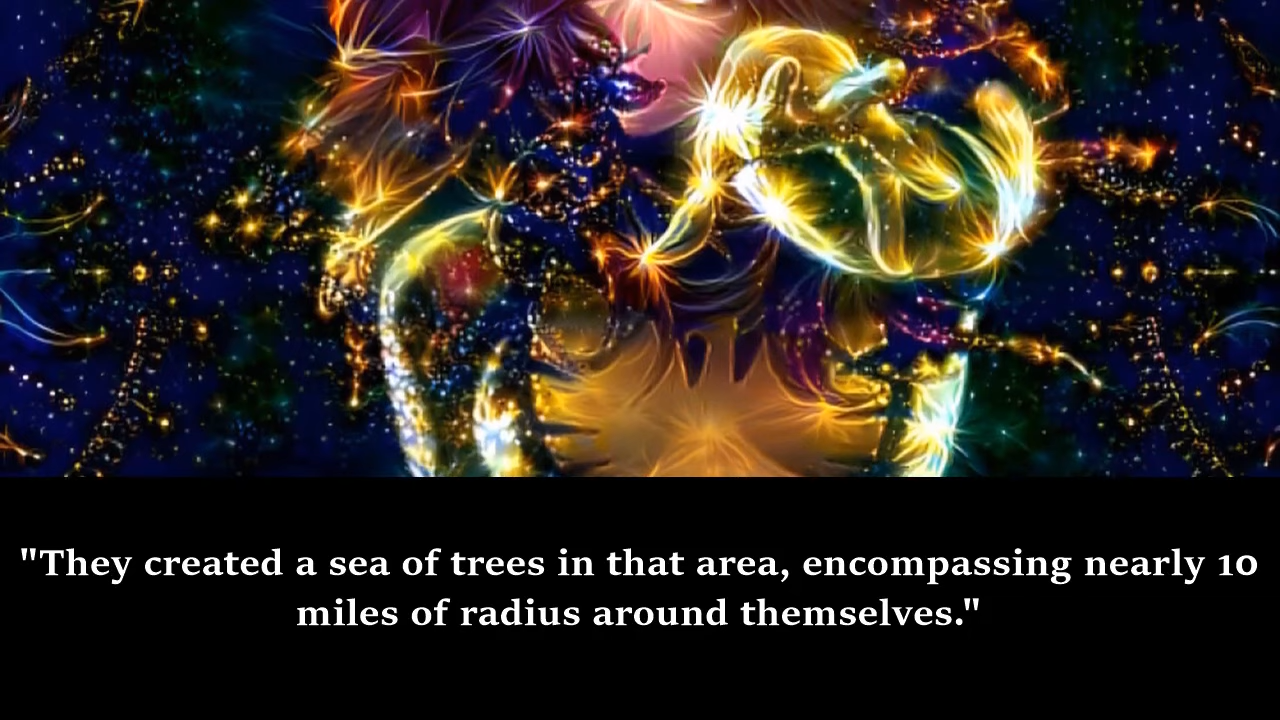 "They created a sea of trees in that area, encompassing nearly 10
miles of radius around themselves."